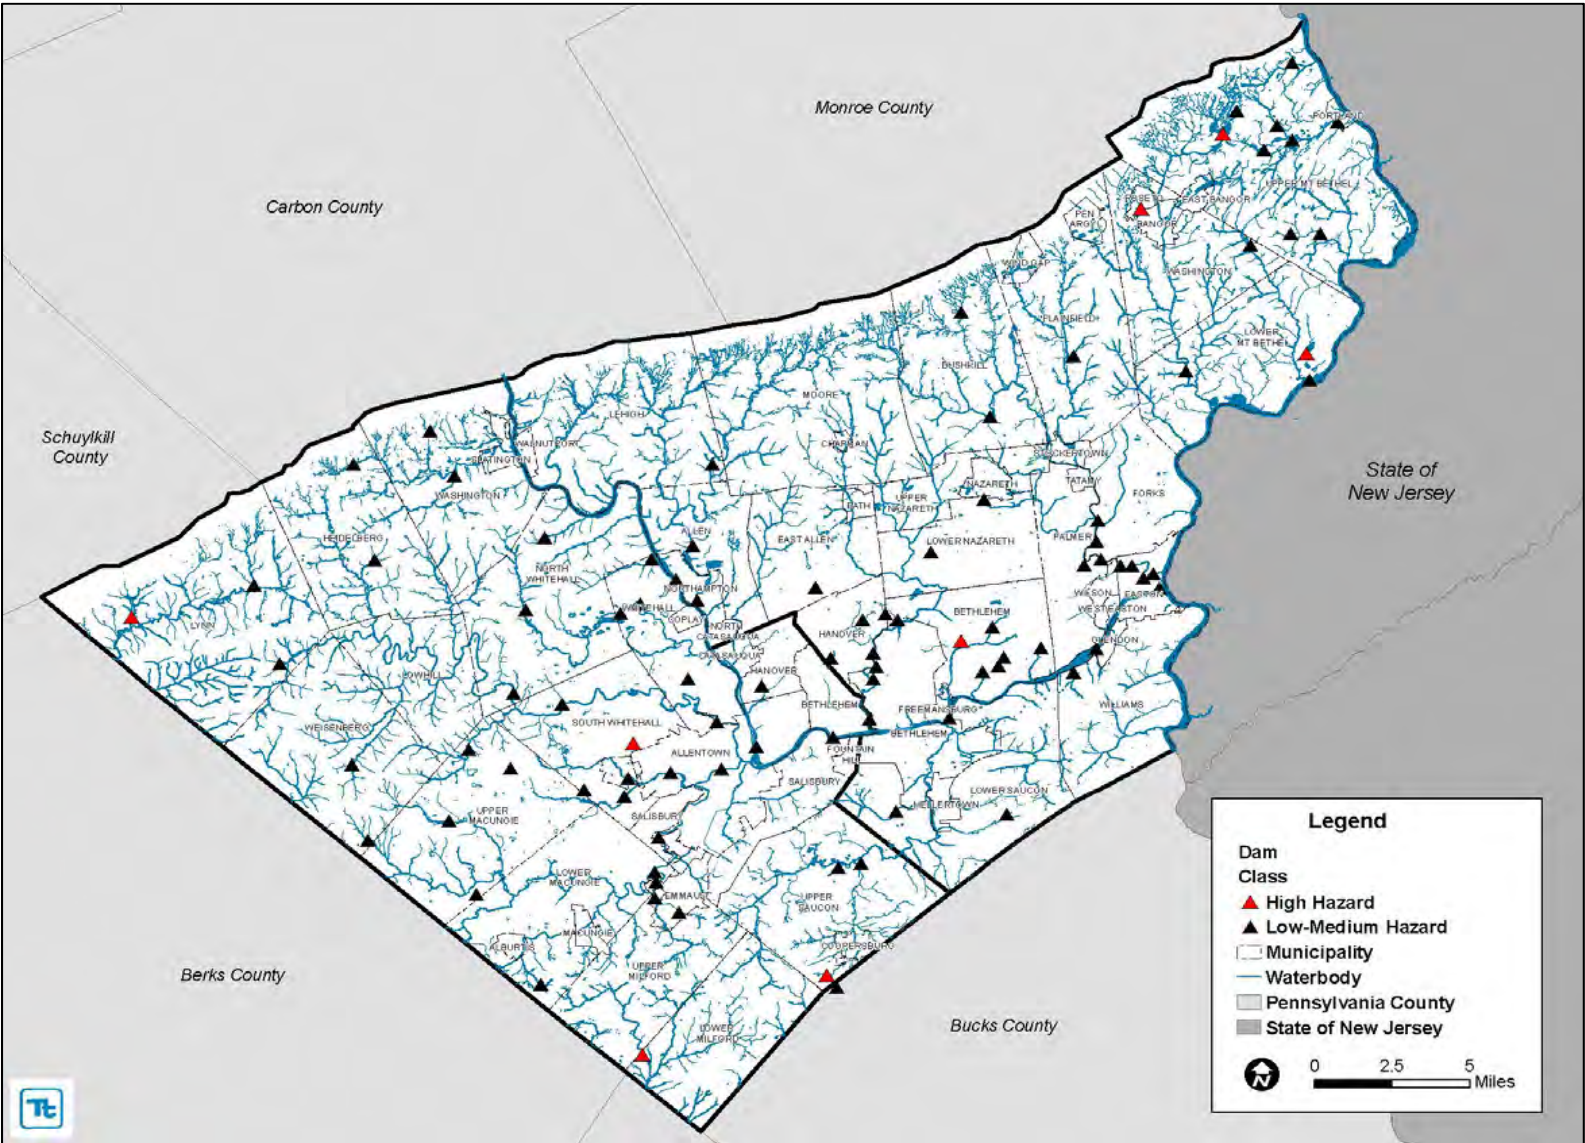 Monroe County
Carbon County
Schuylkill
County
State of
New Jersey
Berks County
Bucks County
PORTLAND
UPPER MT BETHEL
ROSETO
EAST BANGOR
PEN
ARGYL
BANGOR
WIND GAP
WASHINGTON
PLAINFIELD
LOWER
MT BETHEL
BUSHKILL
MOORE
LEHIGH
CHAPMAN
WALNUTPORT
SLATINGTON
WASHINGTON
STOCKERTOWN
NAZARETH
TATAMY
FORKS
BATH
UPPER
NAZARETH
ALLEN
EAST ALLEN
LOWER NAZARETH
PALMER
HEIDELBERG
NORTH
WHITEHALL
NORTHAMPTON
WILSON
EASTON
WHITEHALL
COPLAY
BETHLEHEM
WEST EASTON
LYNN
NORTH
CATASAUQUA
HANOVER
GLENDON
CATASAUQUA
HANOVER
LOWHILL
BETHLEHEM
FREEMANSBURG
WILLIAMS
WEISENBERG
SOUTH WHITEHALL
BETHLEHEM
ALLENTOWN
FOUNTAIN
HILL
SALISBURY
LOWER SAUCON
HELLERTOWN
UPPER
MACUNGIE
SALISBURY
LOWER
MACUNGIE
EMMAUS
UPPER
SAUCON
MACUNGIE
ALBURTIS
COOPERSBURG
UPPER
MILFORD
LOWER
MILFORD
Legend
Dam
Class
High Hazard
Low-Medium Hazard
Municipality
Waterbody
Pennsylvania County
State of New Jersey
N
0 2.5 5
Miles
Tt